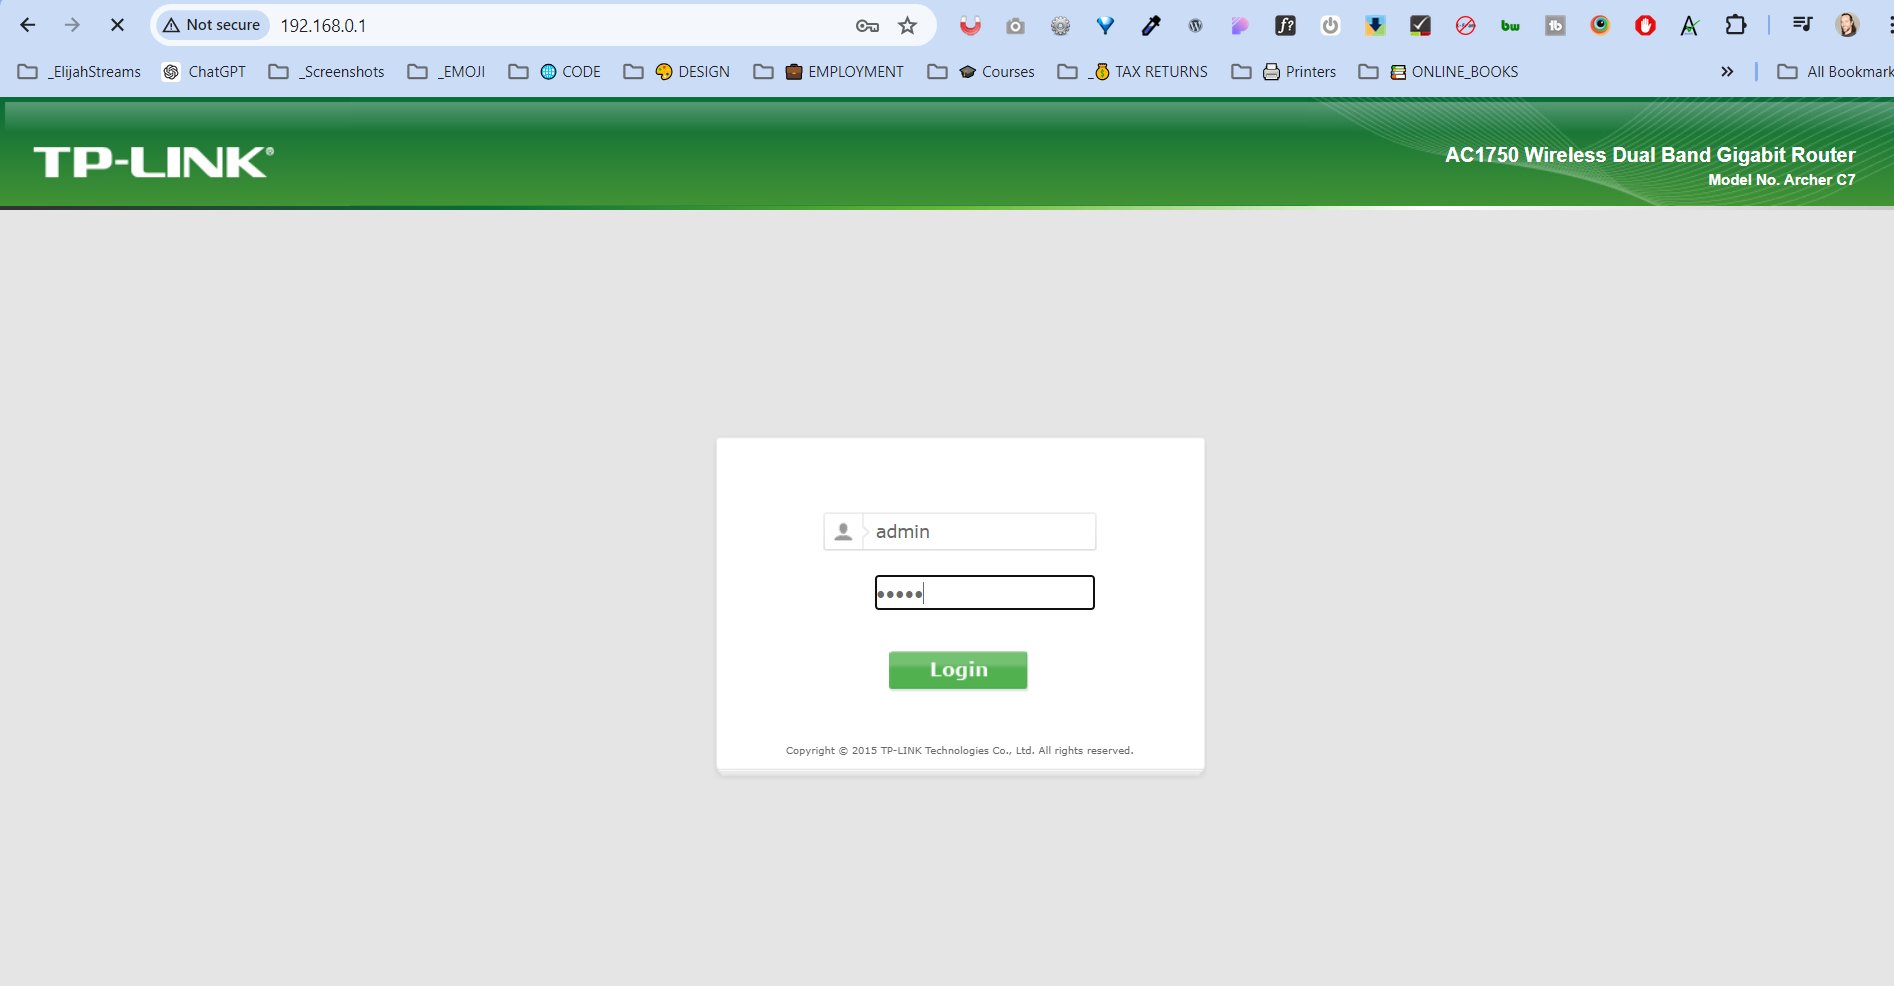 Not secure 192.168.0.1
_ElijahStreams ChatGPT _Screenshots _EMOJI CODE DESIGN EMPLOYMENT Courses _ TAX RETURNS Printers ONLINE_BOOKS » All Bookmark
TP-LINK®
AC1750 Wireless Dual Band Gigabit Router
Model No. Archer C7
admin
•••••
Login
Copyright © 2015 TP-LINK Technologies Co., Ltd. All rights reserved.